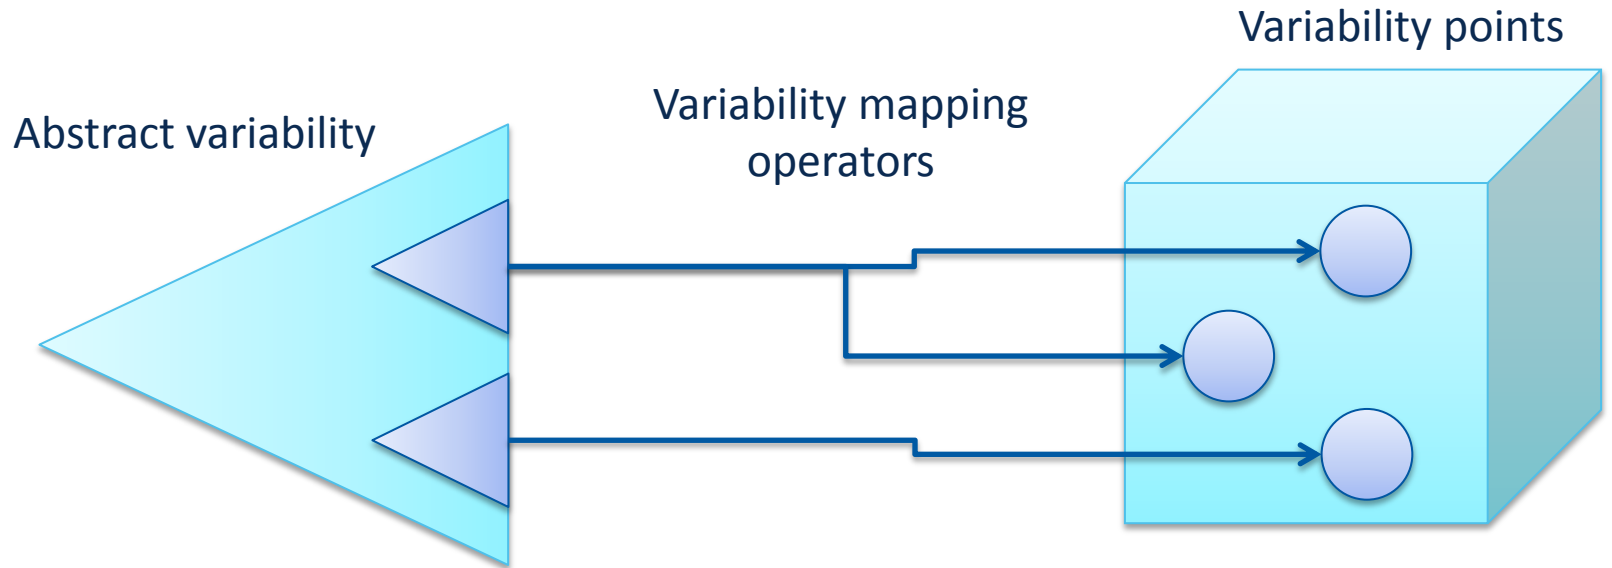 Variability points
Variability mapping
operators
Abstract variability